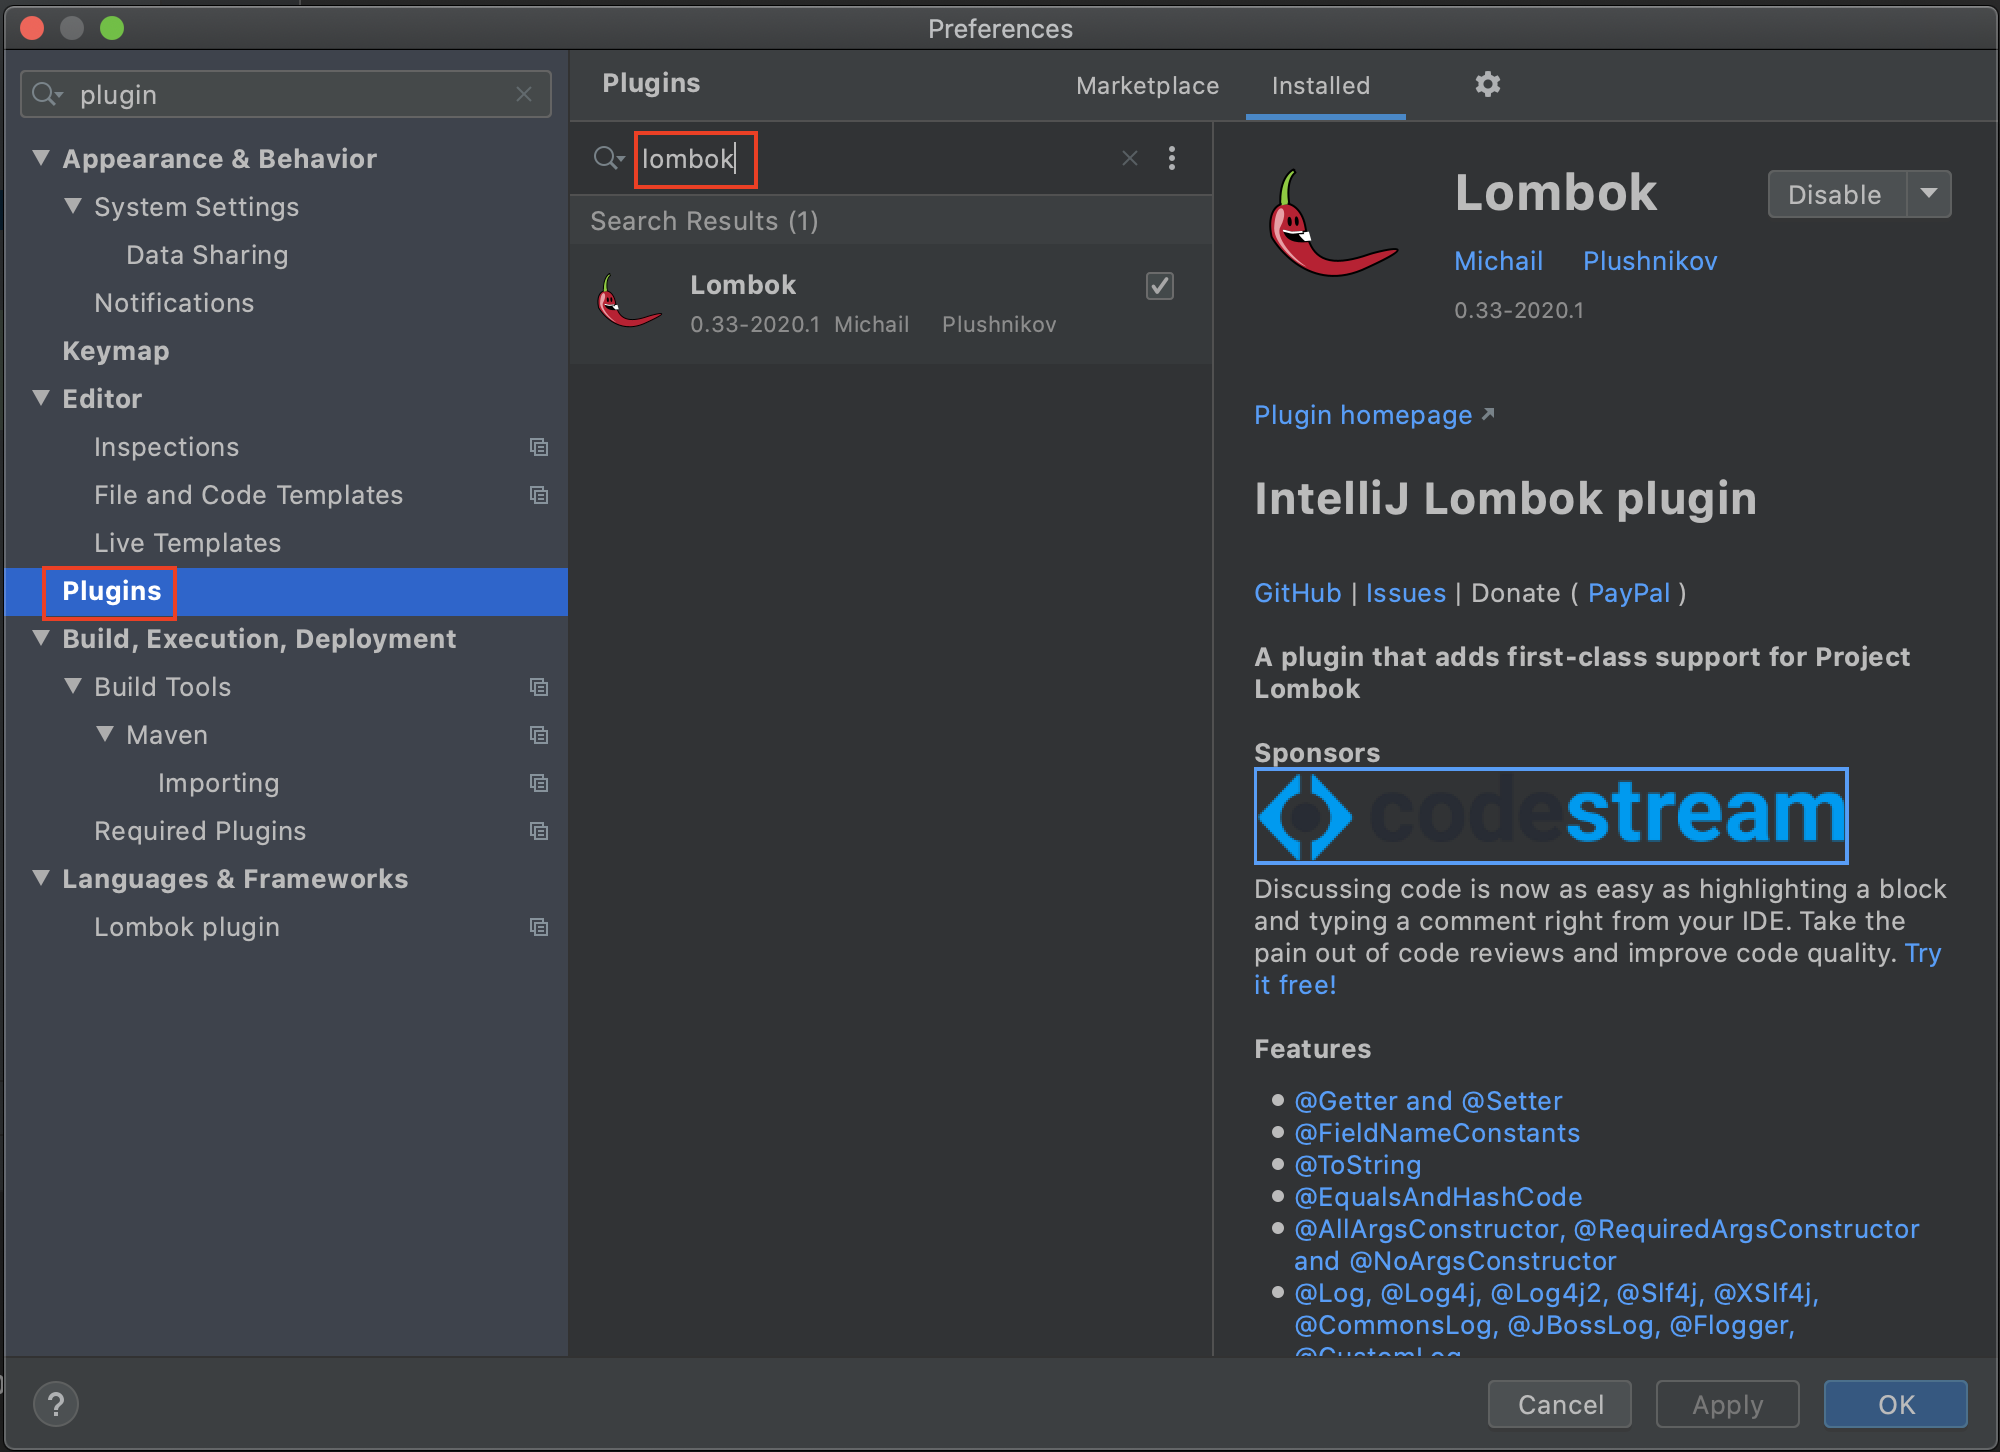 Preferences
plugin
Appearance & Behavior
System Settings
Data Sharing
Notifications
Keymap
Editor
Inspections
File and Code Templates
Live Templates
Plugins
Build, Execution, Deployment
Build Tools
Maven
Importing
Required Plugins
Languages & Frameworks
Lombok plugin
Plugins
Marketplace
Installed
lombok
Search Results (1)
Lombok
0.33-2020.1 Michail Plushnikov
Lombok
Disable
Michail Plushnikov
0.33-2020.1
Plugin homepage
IntelliJ Lombok plugin
GitHub | Issues | Donate ( PayPal )
A plugin that adds first-class support for Project
Lombok
Sponsors
codestream
Discussing code is now as easy as highlighting a block
and typing a comment right from your IDE. Take the
pain out of code reviews and improve code quality. Try
it free!
Features
@Getter and @Setter
@FieldNameConstants
@ToString
@EqualsAndHashCode
@AllArgsConstructor, @RequiredArgsConstructor
and @NoArgsConstructor
@Log, @Log4j, @Log4j2, @Slf4j, @XSlf4j,
@CommonsLog, @JBossLog, @Flogger,
@CustomLog
?
Cancel
Apply
OK